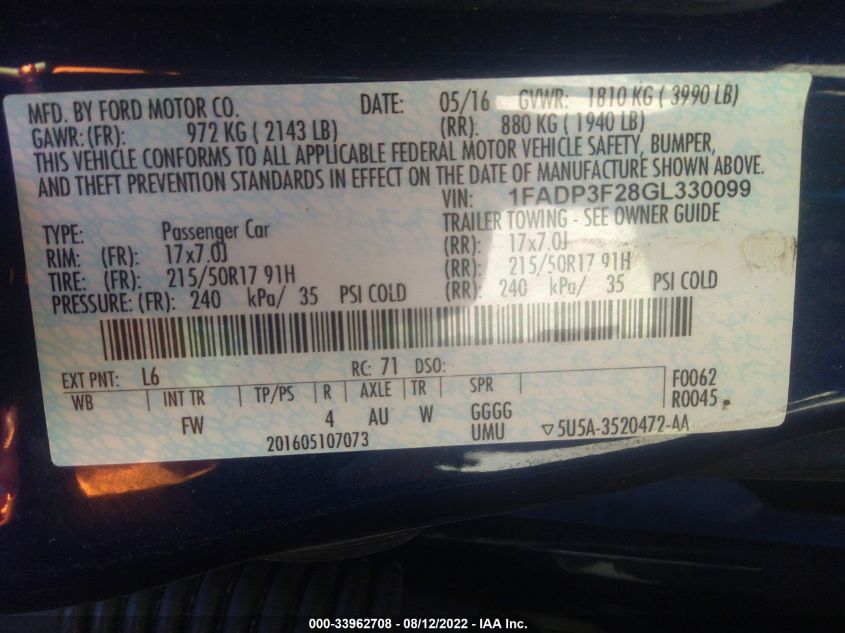 MFD. BY FORD MOTOR CO. DATE: 05/16 GVWR: 1810 KG ( 3990 LB)
GAWR: (FR): 972 KG ( 2143 LB) (RR): 880 KG ( 1940 LB)
THIS VEHICLE CONFORMS TO ALL APPLICABLE FEDERAL MOTOR VEHICLE SAFETY, BUMPER,
AND THEFT PREVENTION STANDARDS IN EFFECT ON THE DATE OF MANUFACTURE SHOWN ABOVE.
VIN: 1FADP3F28GL330099
TYPE: Passenger Car TRAILER TOWING - SEE OWNER GUIDE
RIM: (FR): 17x7.0J (RR): 17x7.0J
TIRE: (FR): 215/50R17 91H (RR): 215/50R17 91H
PRESSURE: (FR): 240 kPa/ 35 PSI COLD (RR): 240 kPa/ 35 PSI COLD
EXT PNT: L6 RC: 71 DSO:
WB INT TR TP/PS R AXLE TR SPR F0062
FW 4 AU W GGGG R0045
201605107073 UMU ▽5U5A-3520472-AA
000-33962708 - 08/12/2022 - IAA Inc.